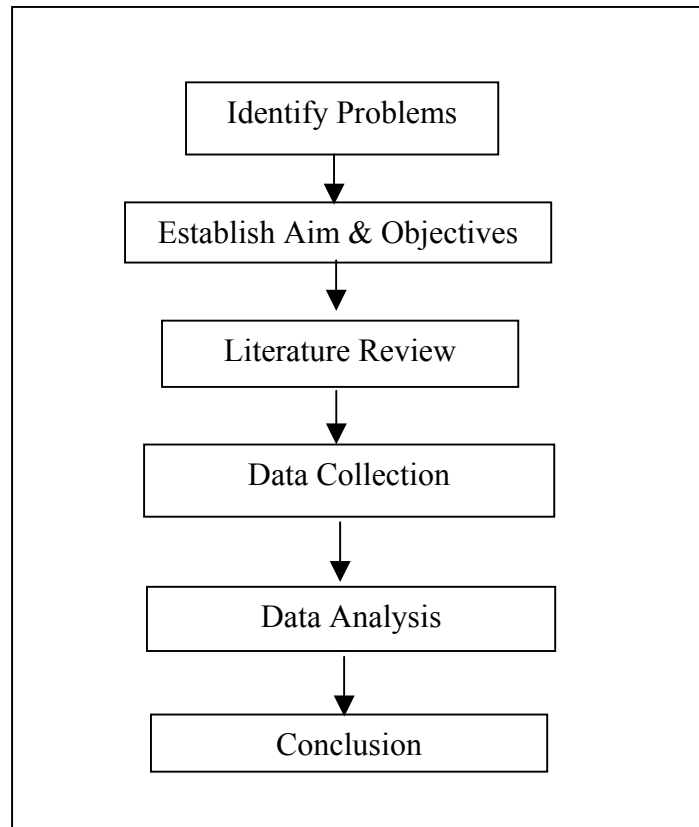 Identify Problems
Establish Aim & Objectives
Literature Review
Data Collection
Data Analysis
Conclusion